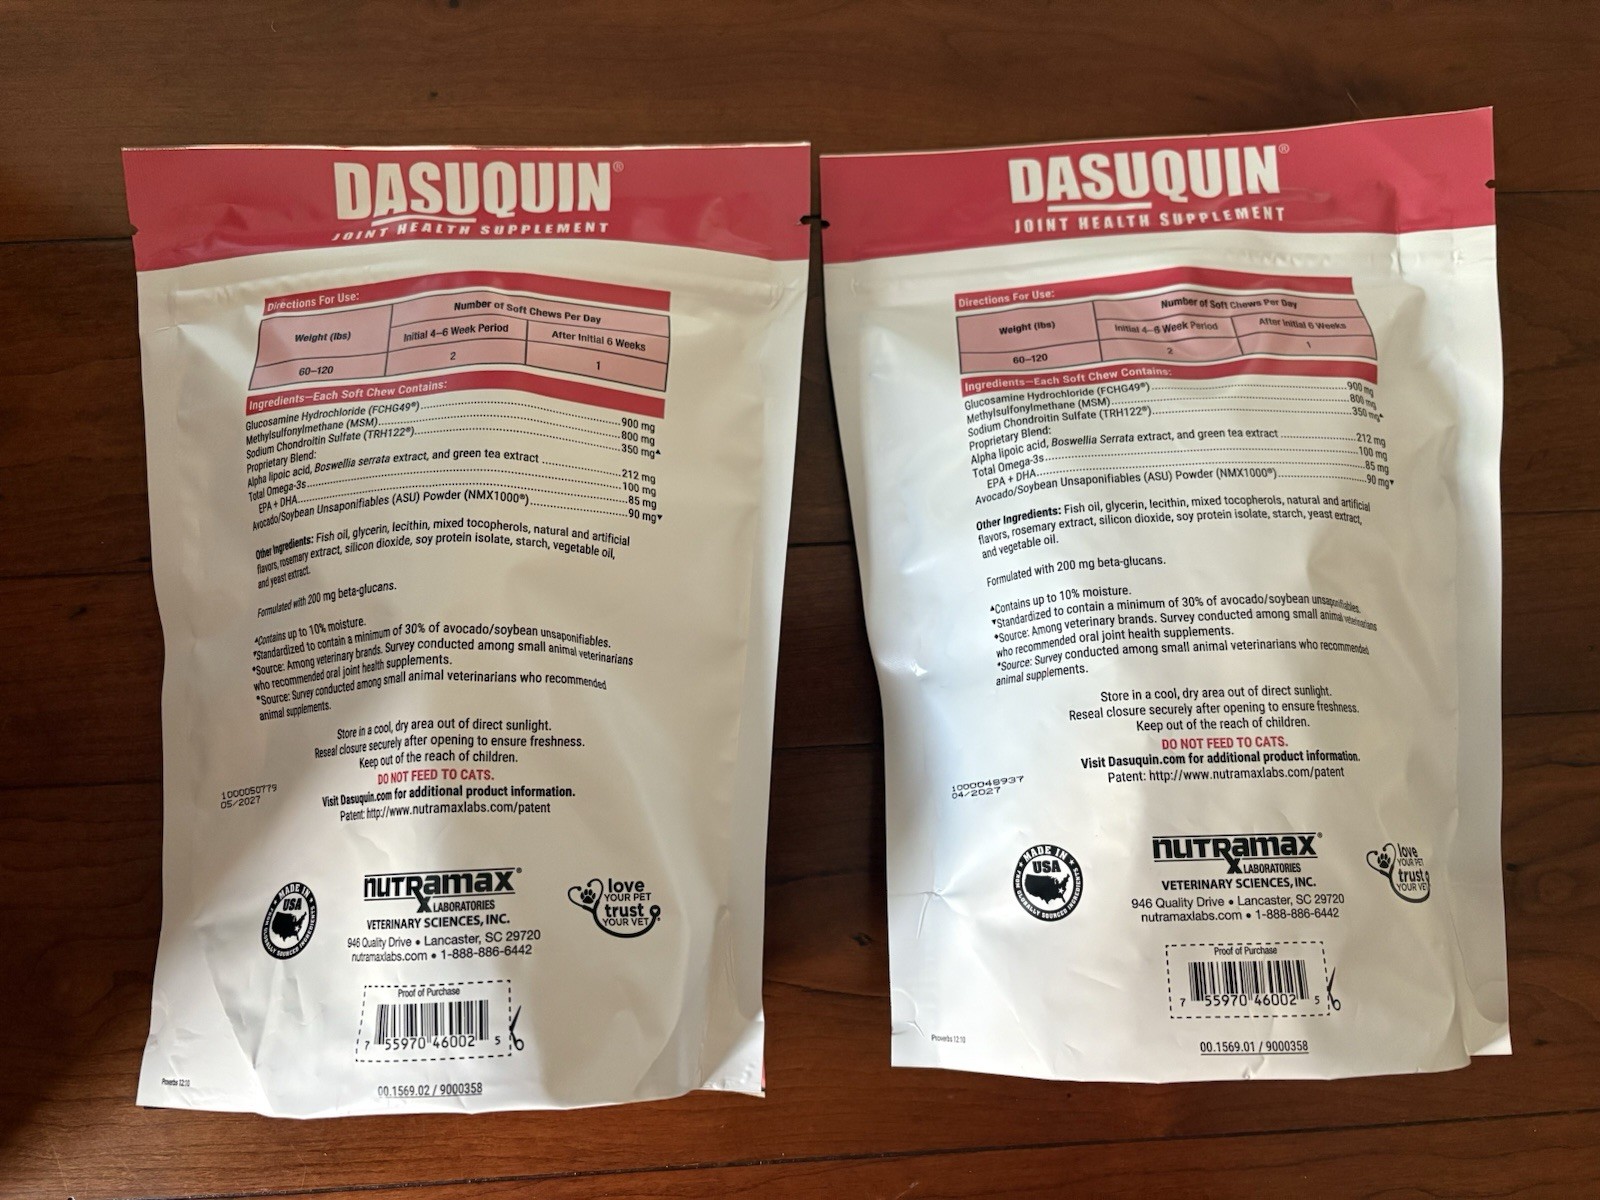 DASUQUIN®
JOINT HEALTH SUPPLEMENT
Directions For Use:
Weight (lbs)
Number of Soft Chews Per Day
Initial 4–6 Week Period
After Initial 6 Weeks
60–120
2
1
Ingredients—Each Soft Chew Contains:
Glucosamine Hydrochloride (FCHG49®)..........900 mg
Methylsulfonylmethane (MSM)..........800 mg
Sodium Chondroitin Sulfate (TRH122®)..........350 mg▲
Proprietary Blend:
Alpha lipoic acid, Boswellia serrata extract, and green tea extract ..........212 mg
Total Omega-3s..........100 mg
EPA + DHA..........85 mg
Avocado/Soybean Unsaponifiables (ASU) Powder (NMX1000®)..........90 mg▼
Other Ingredients: Fish oil, glycerin, lecithin, mixed tocopherols, natural and artificial
flavors, rosemary extract, silicon dioxide, soy protein isolate, starch, vegetable oil,
and yeast extract.
Formulated with 200 mg beta-glucans.
▲Contains up to 10% moisture.
▼Standardized to contain a minimum of 30% of avocado/soybean unsaponifiables.
♦Source: Among veterinary brands. Survey conducted among small animal veterinarians
who recommended oral joint health supplements.
*Source: Survey conducted among small animal veterinarians who recommended
animal supplements.
Store in a cool, dry area out of direct sunlight.
Reseal closure securely after opening to ensure freshness.
Keep out of the reach of children.
DO NOT FEED TO CATS.
Visit Dasuquin.com for additional product information.
Patent: http://www.nutramaxlabs.com/patent
1000050779
05/2027
MADE IN
USA
FROM GLOBALLY SOURCED INGREDIENTS
nutramax®
LABORATORIES
VETERINARY SCIENCES, INC.
946 Quality Drive • Lancaster, SC 29720
nutramaxlabs.com • 1-888-886-6442
love
YOUR PET
trust
YOUR VET
Proof of Purchase
7 55970 46002 5
Proverbs 12:10
00.1569.02 / 9000358
DASUQUIN®
JOINT HEALTH SUPPLEMENT
Directions For Use:
Weight (lbs)
Number of Soft Chews Per Day
Initial 4–6 Week Period
After Initial 6 Weeks
60–120
2
1
Ingredients—Each Soft Chew Contains:
Glucosamine Hydrochloride (FCHG49®)..........900 mg
Methylsulfonylmethane (MSM)..........800 mg
Sodium Chondroitin Sulfate (TRH122®)..........350 mg▲
Proprietary Blend:
Alpha lipoic acid, Boswellia Serrata extract, and green tea extract ..........212 mg
Total Omega-3s..........100 mg
EPA + DHA..........85 mg
Avocado/Soybean Unsaponifiables (ASU) Powder (NMX1000®)..........90 mg▼
Other Ingredients: Fish oil, glycerin, lecithin, mixed tocopherols, natural and artificial
flavors, rosemary extract, silicon dioxide, soy protein isolate, starch, yeast extract,
and vegetable oil.
Formulated with 200 mg beta-glucans.
▲Contains up to 10% moisture.
▼Standardized to contain a minimum of 30% of avocado/soybean unsaponifiables.
♦Source: Among veterinary brands. Survey conducted among small animal veterinarians
who recommended oral joint health supplements.
*Source: Survey conducted among small animal veterinarians who recommended
animal supplements.
Store in a cool, dry area out of direct sunlight.
Reseal closure securely after opening to ensure freshness.
Keep out of the reach of children.
DO NOT FEED TO CATS.
Visit Dasuquin.com for additional product information.
Patent: http://www.nutramaxlabs.com/patent
1000048937
04/2027
MADE IN
USA
FROM GLOBALLY SOURCED INGREDIENTS
nutramax®
LABORATORIES
VETERINARY SCIENCES, INC.
946 Quality Drive • Lancaster, SC 29720
nutramaxlabs.com • 1-888-886-6442
love
YOUR PET
trust
YOUR VET
Proof of Purchase
7 55970 46002 5
Proverbs 12:10
00.1569.01 / 9000358